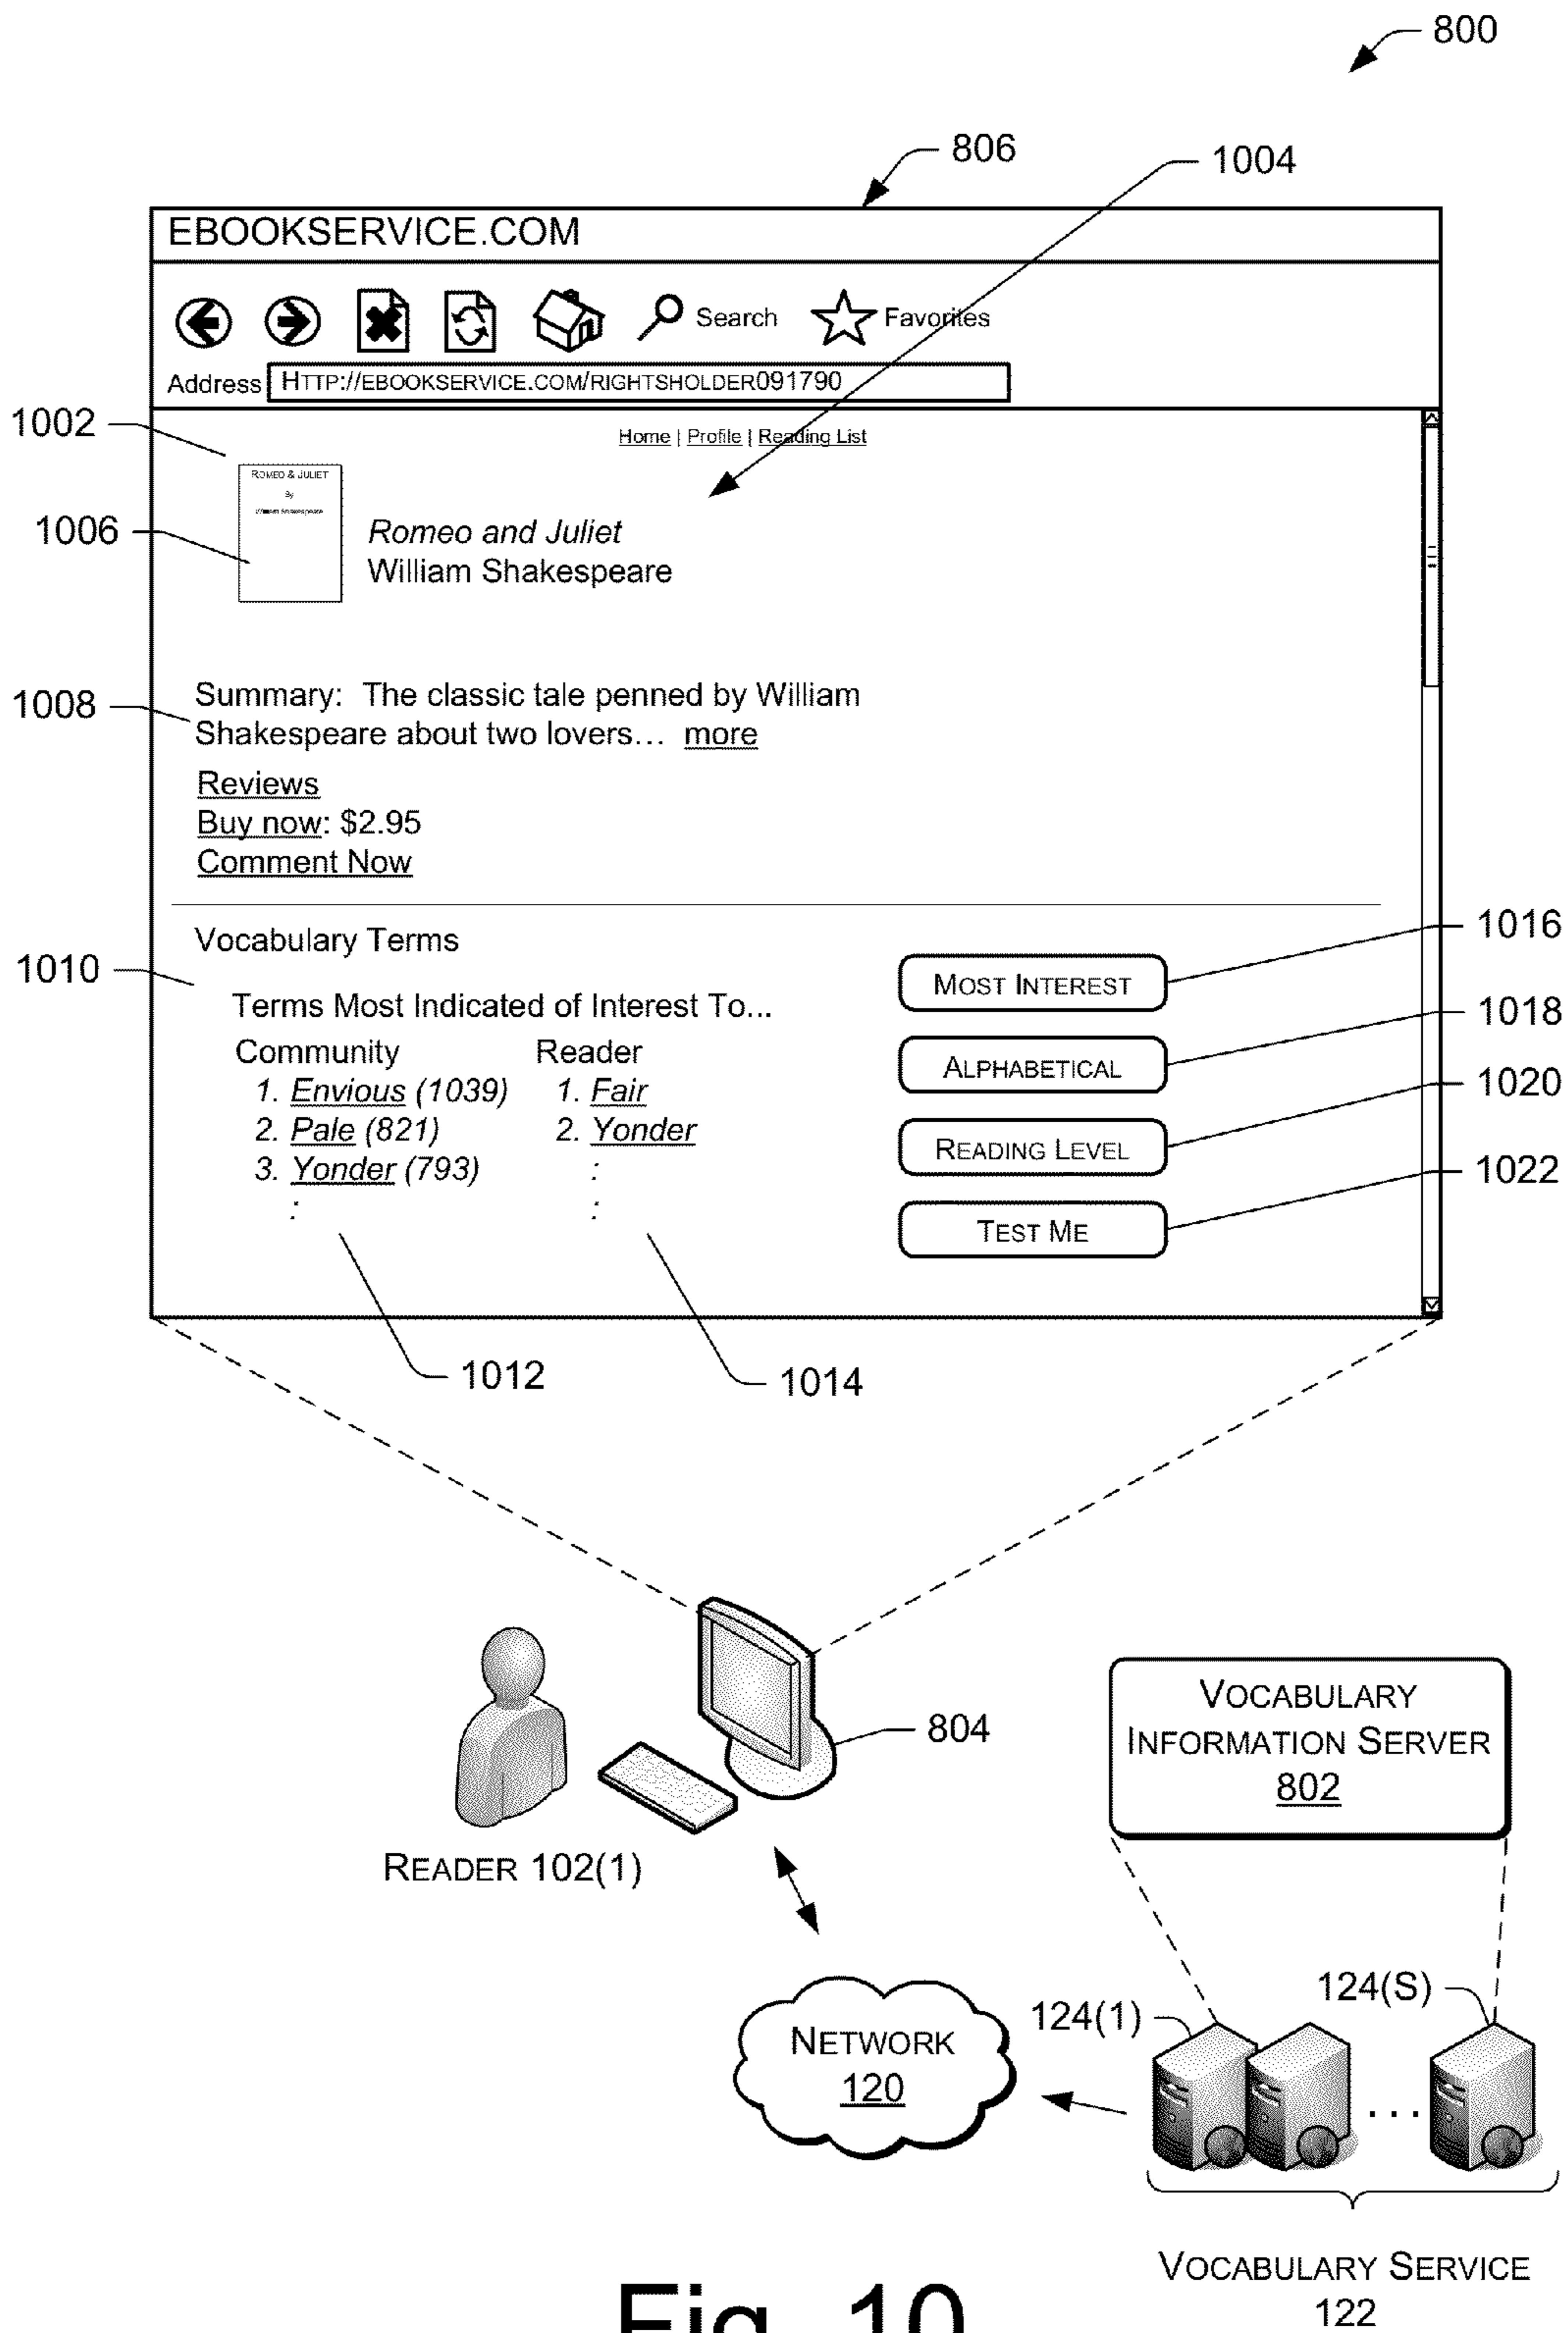 800
806
1004
EBOOKSERVICE.COM
Search
Favorites
Address HTTP://EBOOKSERVICE.COM/RIGHTSHOLDER091790
1002
Home | Profile | Reading List
ROMEO & JULIET
By
William Shakespeare
1006
Romeo and Juliet
William Shakespeare
1008
Summary: The classic tale penned by William
Shakespeare about two lovers... more
Reviews
Buy now: $2.95
Comment Now
Vocabulary Terms
1010
Terms Most Indicated of Interest To...
Community
1. Envious (1039)
2. Pale (821)
3. Yonder (793)
:
Reader
1. Fair
2. Yonder
:
:
MOST INTEREST
1016
ALPHABETICAL
1018
READING LEVEL
1020
TEST ME
1022
1012
1014
804
READER 102(1)
VOCABULARY
INFORMATION SERVER
802
NETWORK
120
124(1)
124(S)
...
VOCABULARY SERVICE
122
Fig. 10